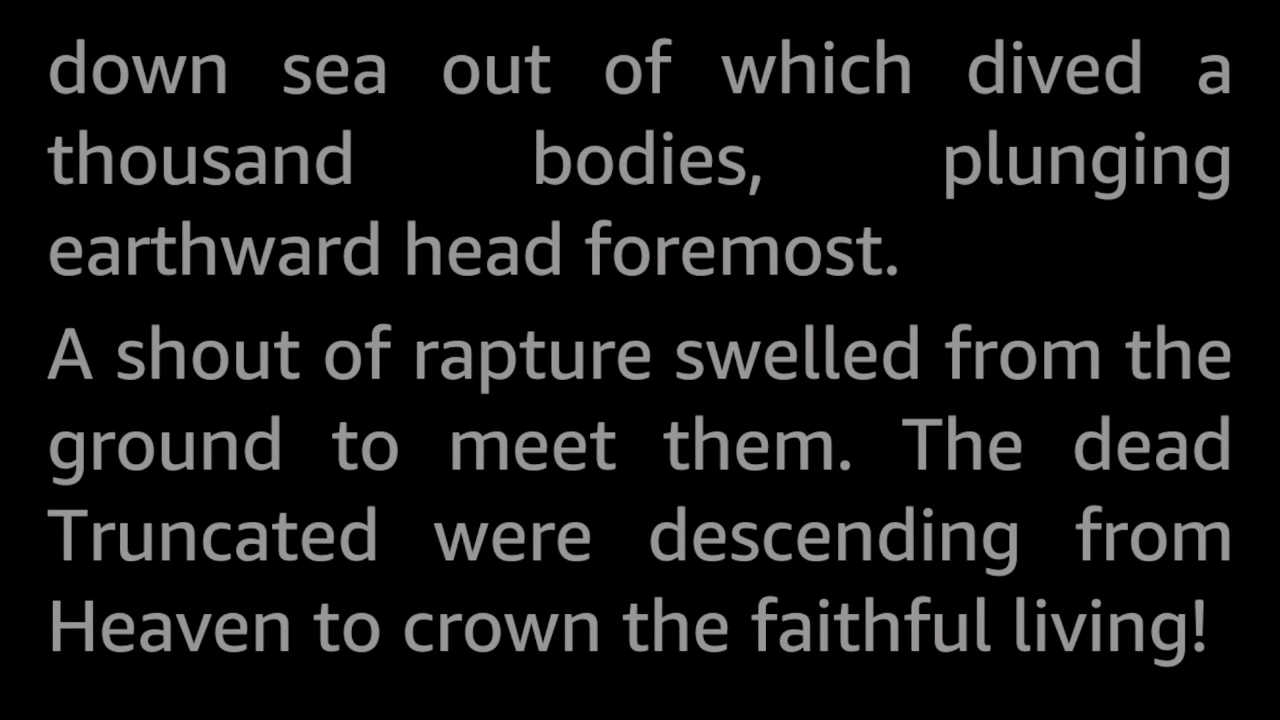 down sea out of which dived a
thousand bodies, plunging
earthward head foremost.
A shout of rapture swelled from the
ground to meet them. The dead
Truncated were descending from
Heaven to crown the faithful living!